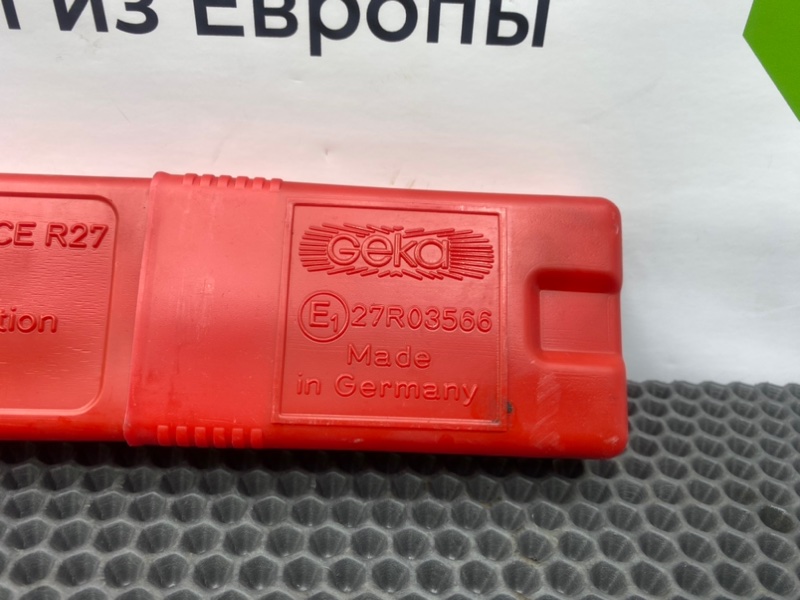 из Европы
CE R27
tion
GEKA
E1 27R03566
Made
in Germany